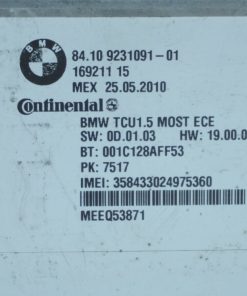 BMW
84.10 9231091-01
169211 15
MEX 25.05.2010
Continental
BMW TCU1.5 MOST ECE
SW: 0D.01.03 HW: 19.00.0
BT: 001C128AFF53
PK: 7517
IMEI: 358433024975360
MEEQ53871